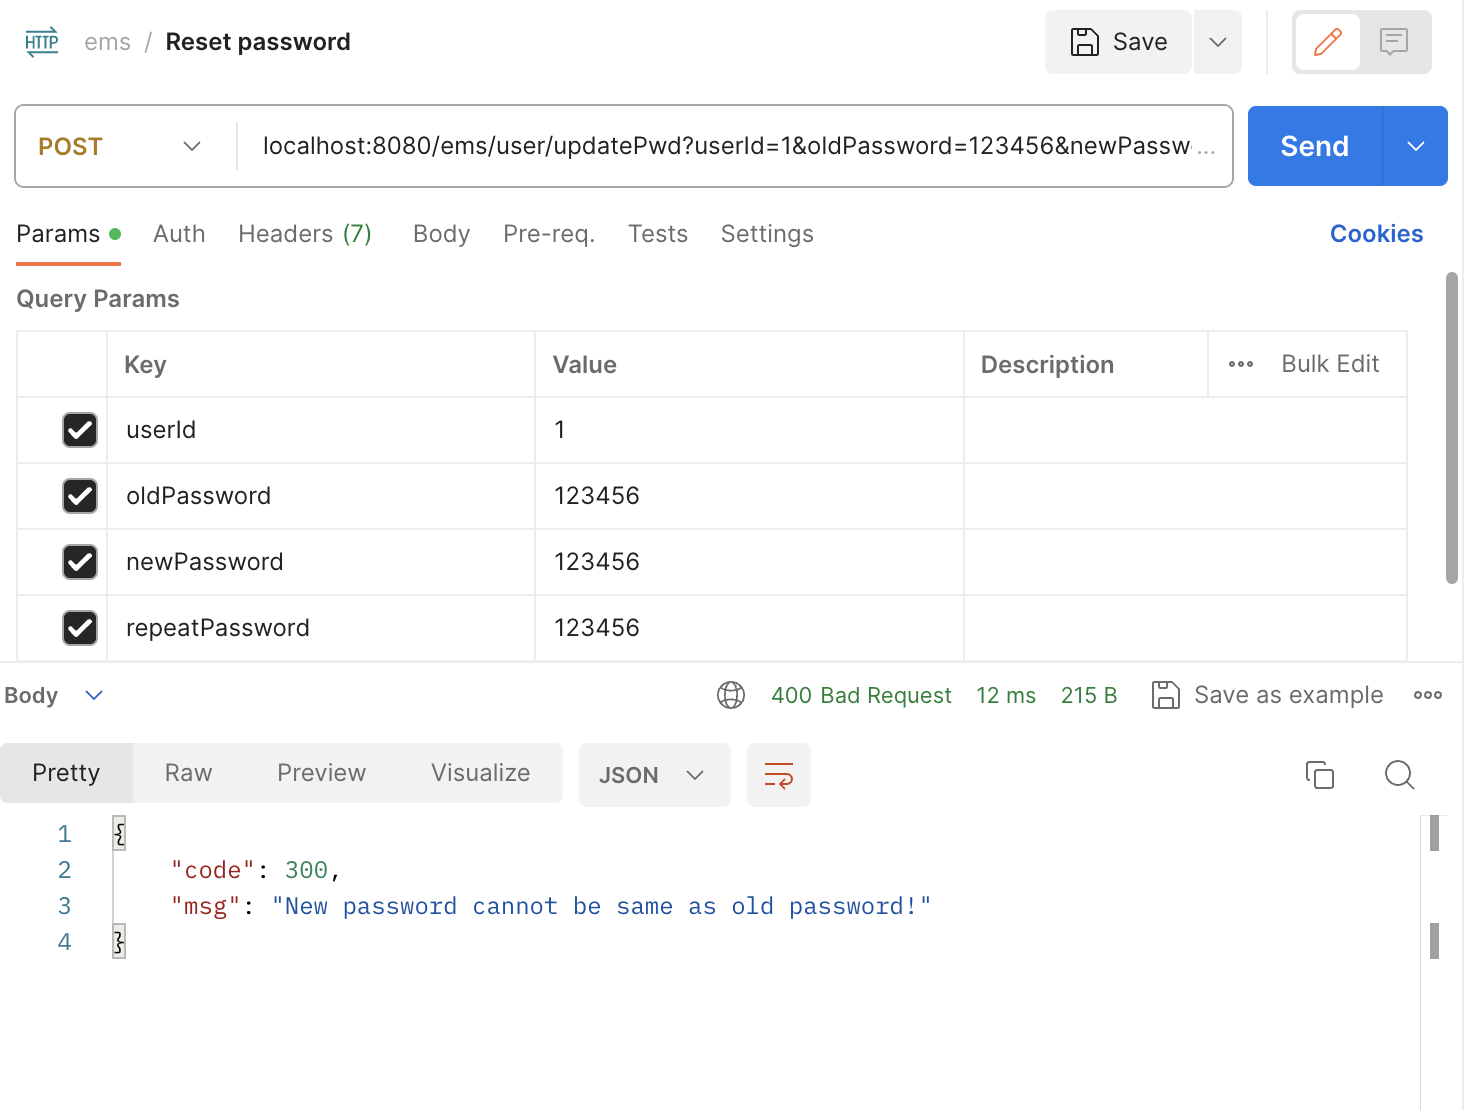 HTTP ems / Reset password Save
POST localhost:8080/ems/user/updatePwd?userId=1&oldPassword=123456&newPassw... Send
Params Auth Headers (7) Body Pre-req. Tests Settings Cookies
Query Params
Key Value Description ••• Bulk Edit
userId 1
oldPassword 123456
newPassword 123456
repeatPassword 123456
Body 400 Bad Request 12 ms 215 B Save as example
Pretty Raw Preview Visualize JSON
1 {
2 "code": 300,
3 "msg": "New password cannot be same as old password!"
4 }